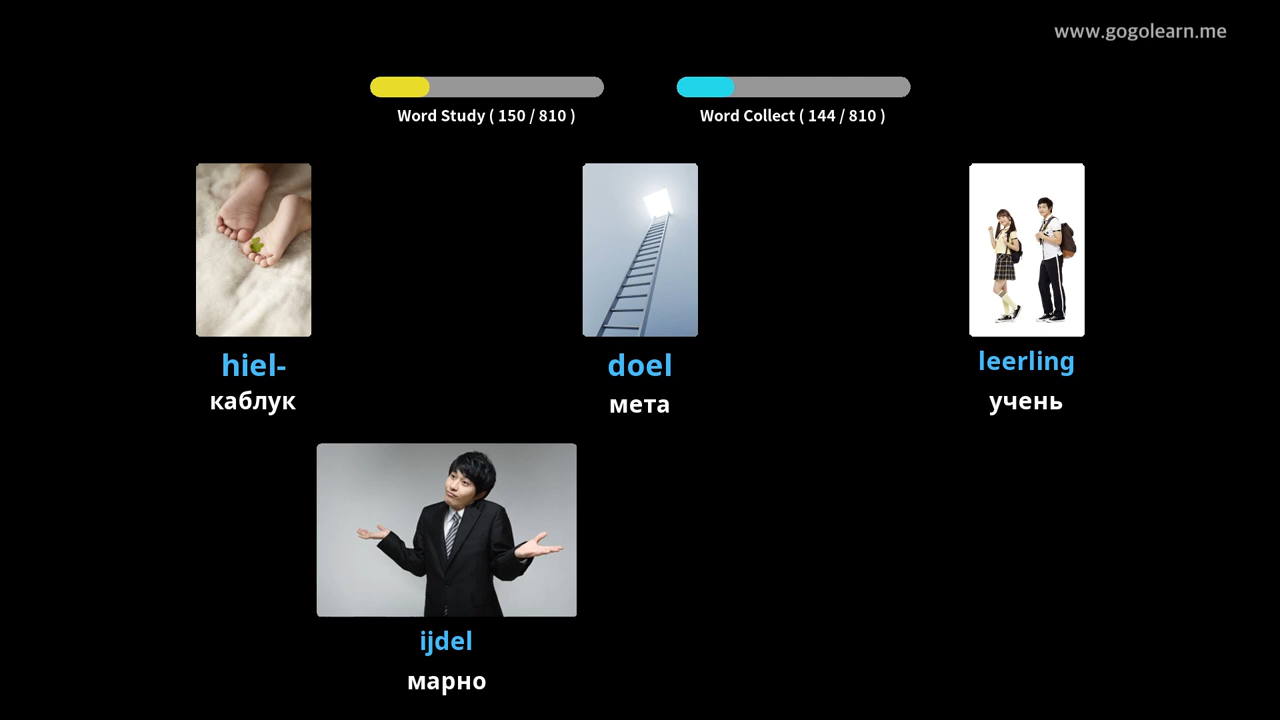 www.gogolearn.me
Word Study ( 150 / 810 )
Word Collect ( 144 / 810 )
hiel-
каблук
doel
мета
leerling
учень
ijdel
марно